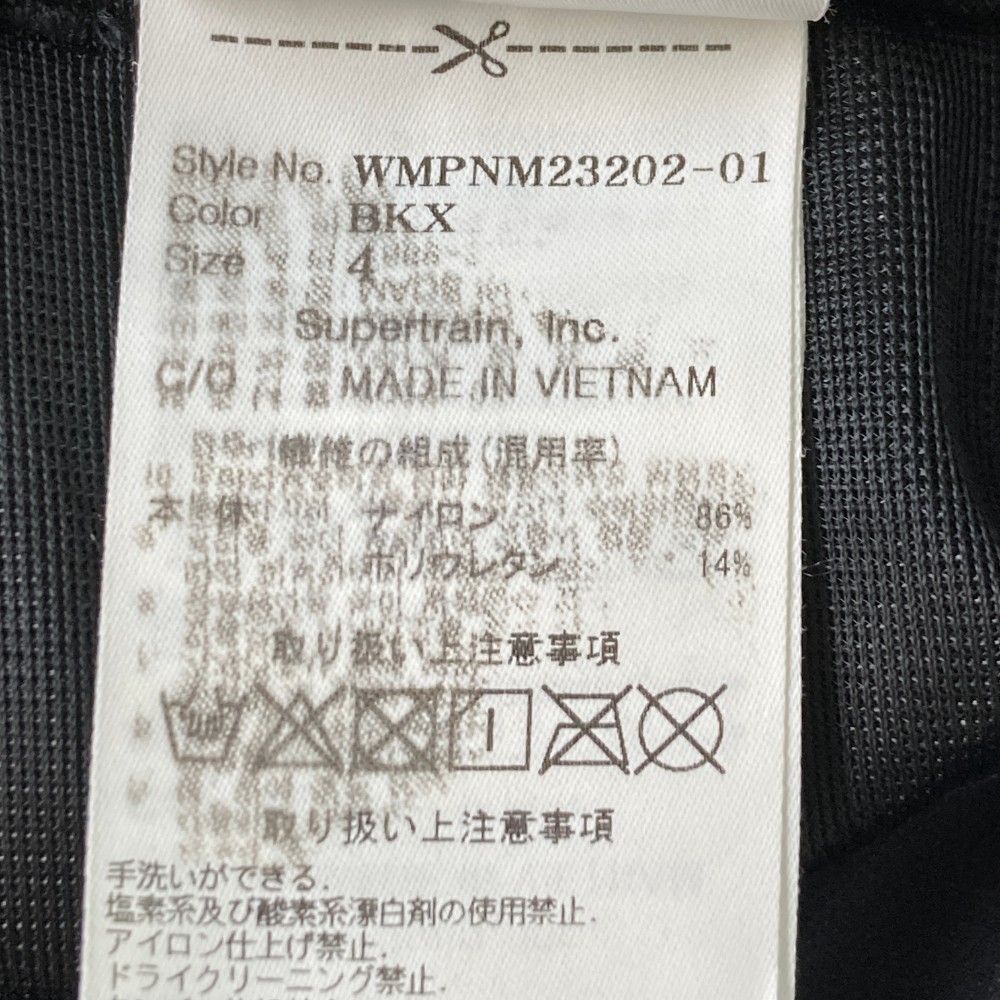 Style No. WMPNM23202-01
Color BKX
Size 4
Supertrain, Inc.
C/O MADE IN VIETNAM
繊維の組成(混用率)
本体 ナイロン 86%
ポリウレタン 14%
取り扱い上注意事項
取り扱い上注意事項
手洗いができる.
塩素系及び酸素系漂白剤の使用禁止.
アイロン仕上げ禁止.
ドライクリーニング禁止.